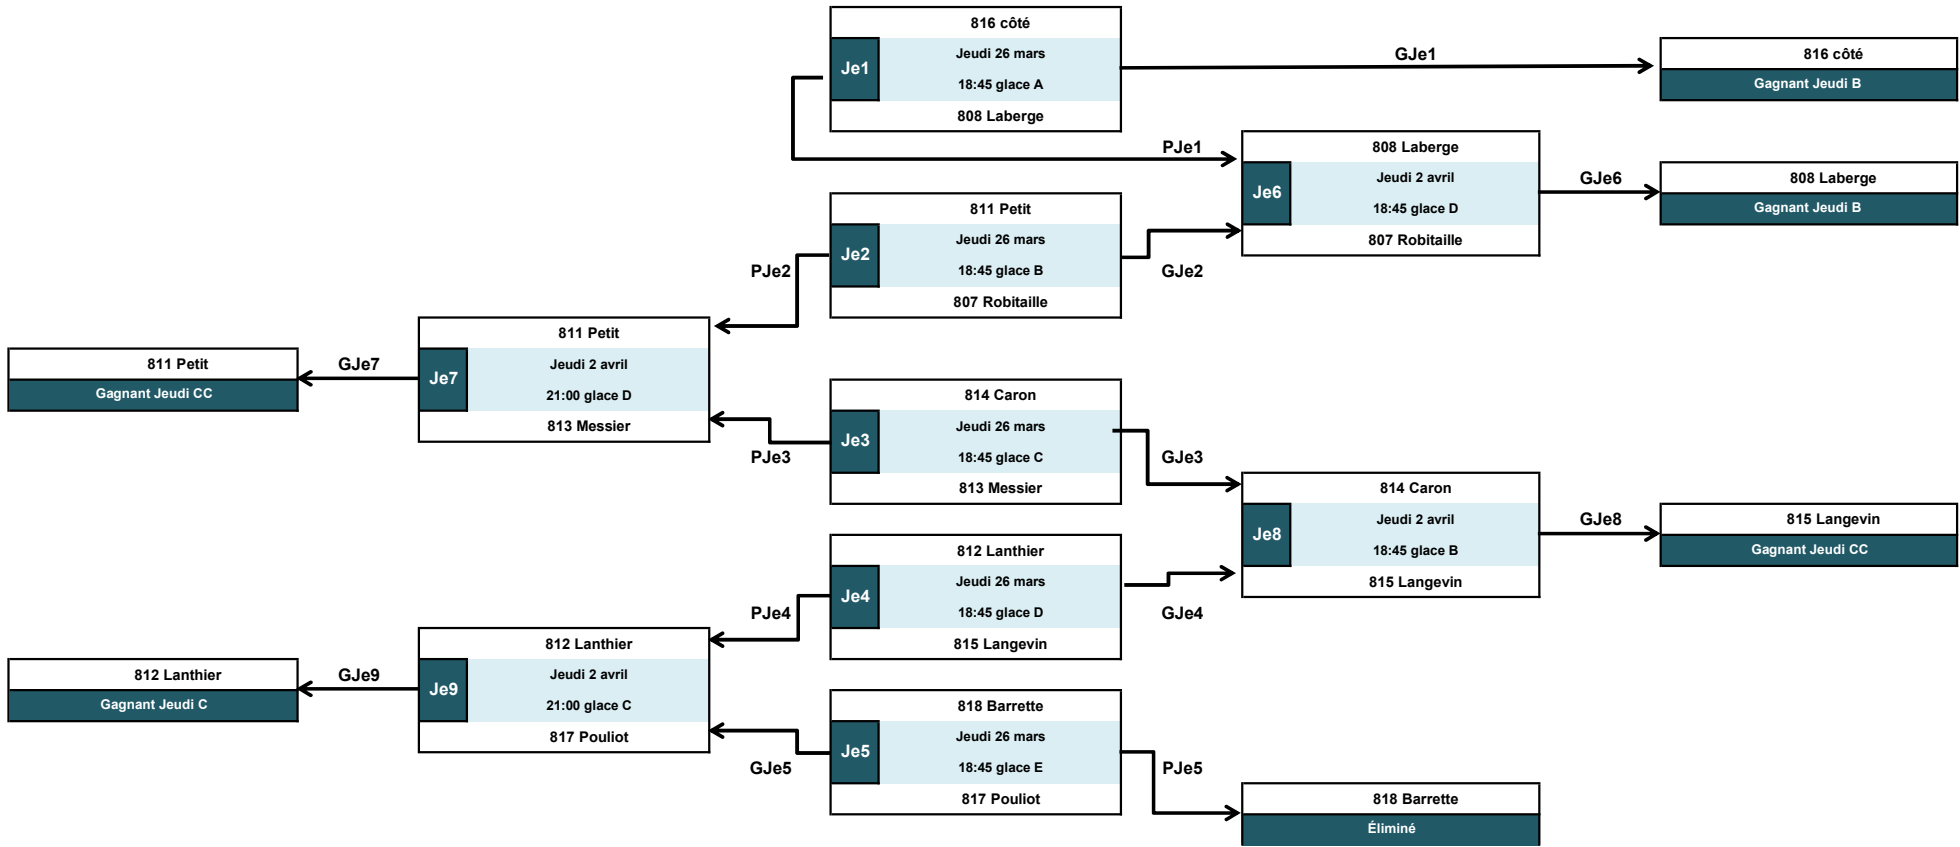 816 côté
Je1
Jeudi 26 mars
18:45 glace A
808 Laberge
GJe1
816 côté
Gagnant Jeudi B
PJe1
808 Laberge
Je6
Jeudi 2 avril
18:45 glace D
807 Robitaille
GJe6
808 Laberge
Gagnant Jeudi B
811 Petit
Je2
Jeudi 26 mars
18:45 glace B
807 Robitaille
PJe2
GJe2
811 Petit
Je7
Jeudi 2 avril
21:00 glace D
813 Messier
GJe7
811 Petit
Gagnant Jeudi CC
814 Caron
Je3
Jeudi 26 mars
18:45 glace C
813 Messier
PJe3
GJe3
814 Caron
Je8
Jeudi 2 avril
18:45 glace B
815 Langevin
GJe8
815 Langevin
Gagnant Jeudi CC
812 Lanthier
Je4
Jeudi 26 mars
18:45 glace D
815 Langevin
PJe4
GJe4
812 Lanthier
Je9
Jeudi 2 avril
21:00 glace C
817 Pouliot
GJe9
812 Lanthier
Gagnant Jeudi C
818 Barrette
Je5
Jeudi 26 mars
18:45 glace E
817 Pouliot
GJe5
PJe5
818 Barrette
Éliminé